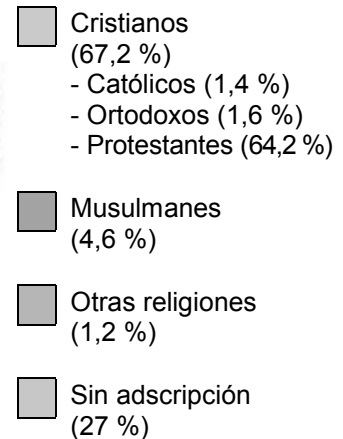 Cristianos
(67,2 %)
- Católicos (1,4 %)
- Ortodoxos (1,6 %)
- Protestantes (64,2 %)
Musulmanes
(4,6 %)
Otras religiones
(1,2 %)
Sin adscripción
(27 %)